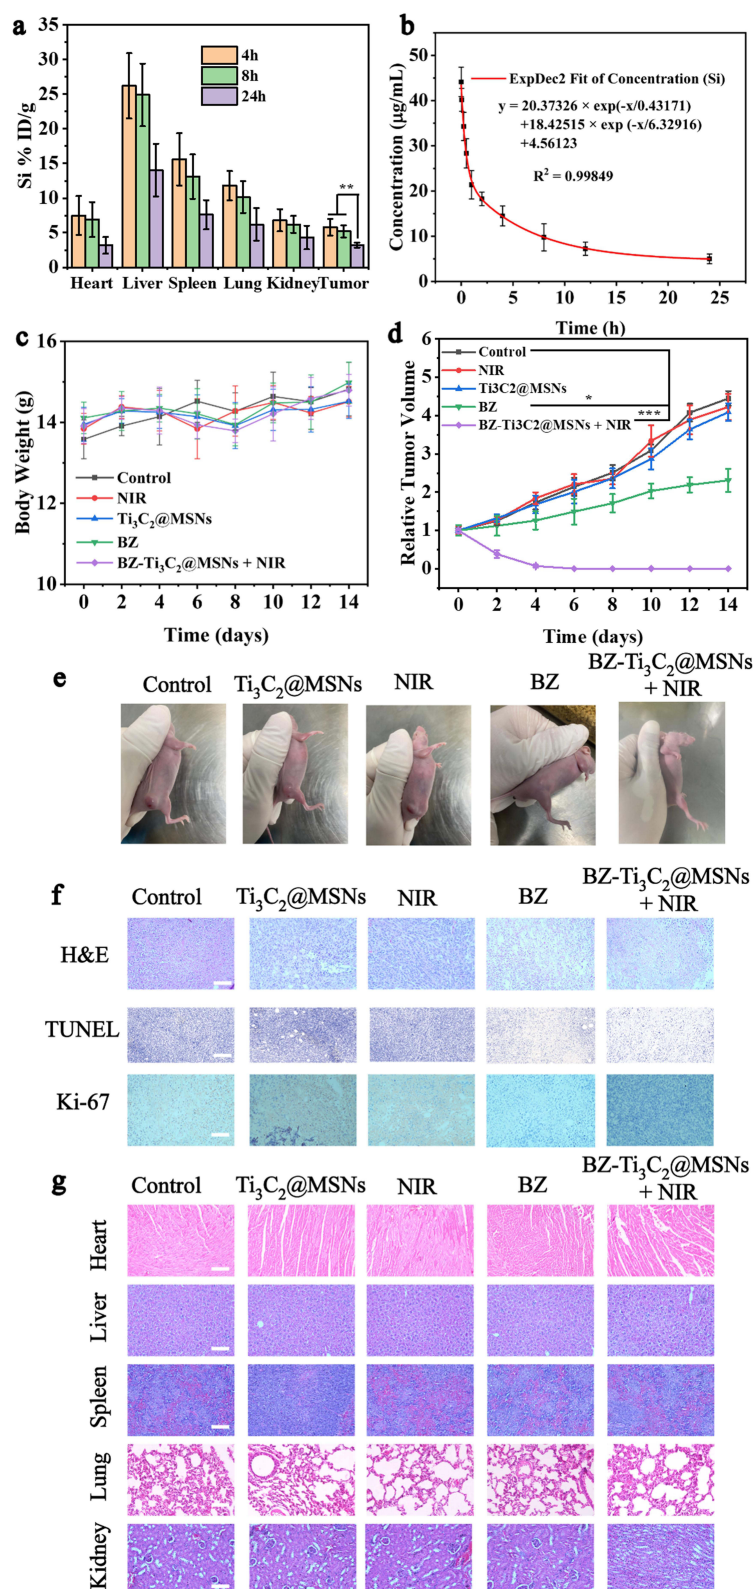 a
35
30
25
20
15
10
5
0
Si % ID/g
4h
8h
24h
**
Heart Liver Spleen Lung Kidney Tumor
b
50
40
30
20
10
0
Concentration (μg/mL)
ExpDec2 Fit of Concentration (Si)
y = 20.37326 × exp(-x/0.43171)
+18.42515 × exp (-x/6.32916)
+4.56123
R² = 0.99849
0 5 10 15 20 25
Time (h)
c
16
14
12
10
Body Weight (g)
Control
NIR
Ti₃C₂@MSNs
BZ
BZ-Ti₃C₂@MSNs + NIR
0 2 4 6 8 10 12 14
Time (days)
d
6
5
4
3
2
1
0
Relative Tumor Volume
Control
NIR
Ti3C2@MSNs
BZ
BZ-Ti3C2@MSNs + NIR
*
***
0 2 4 6 8 10 12 14
Time (days)
e
Control Ti₃C₂@MSNs NIR BZ BZ-Ti₃C₂@MSNs
+ NIR
f
Control Ti₃C₂@MSNs NIR BZ BZ-Ti₃C₂@MSNs
+ NIR
H&E
TUNEL
Ki-67
g
Control Ti₃C₂@MSNs NIR BZ BZ-Ti₃C₂@MSNs
+ NIR
Heart
Liver
Spleen
Lung
Kidney